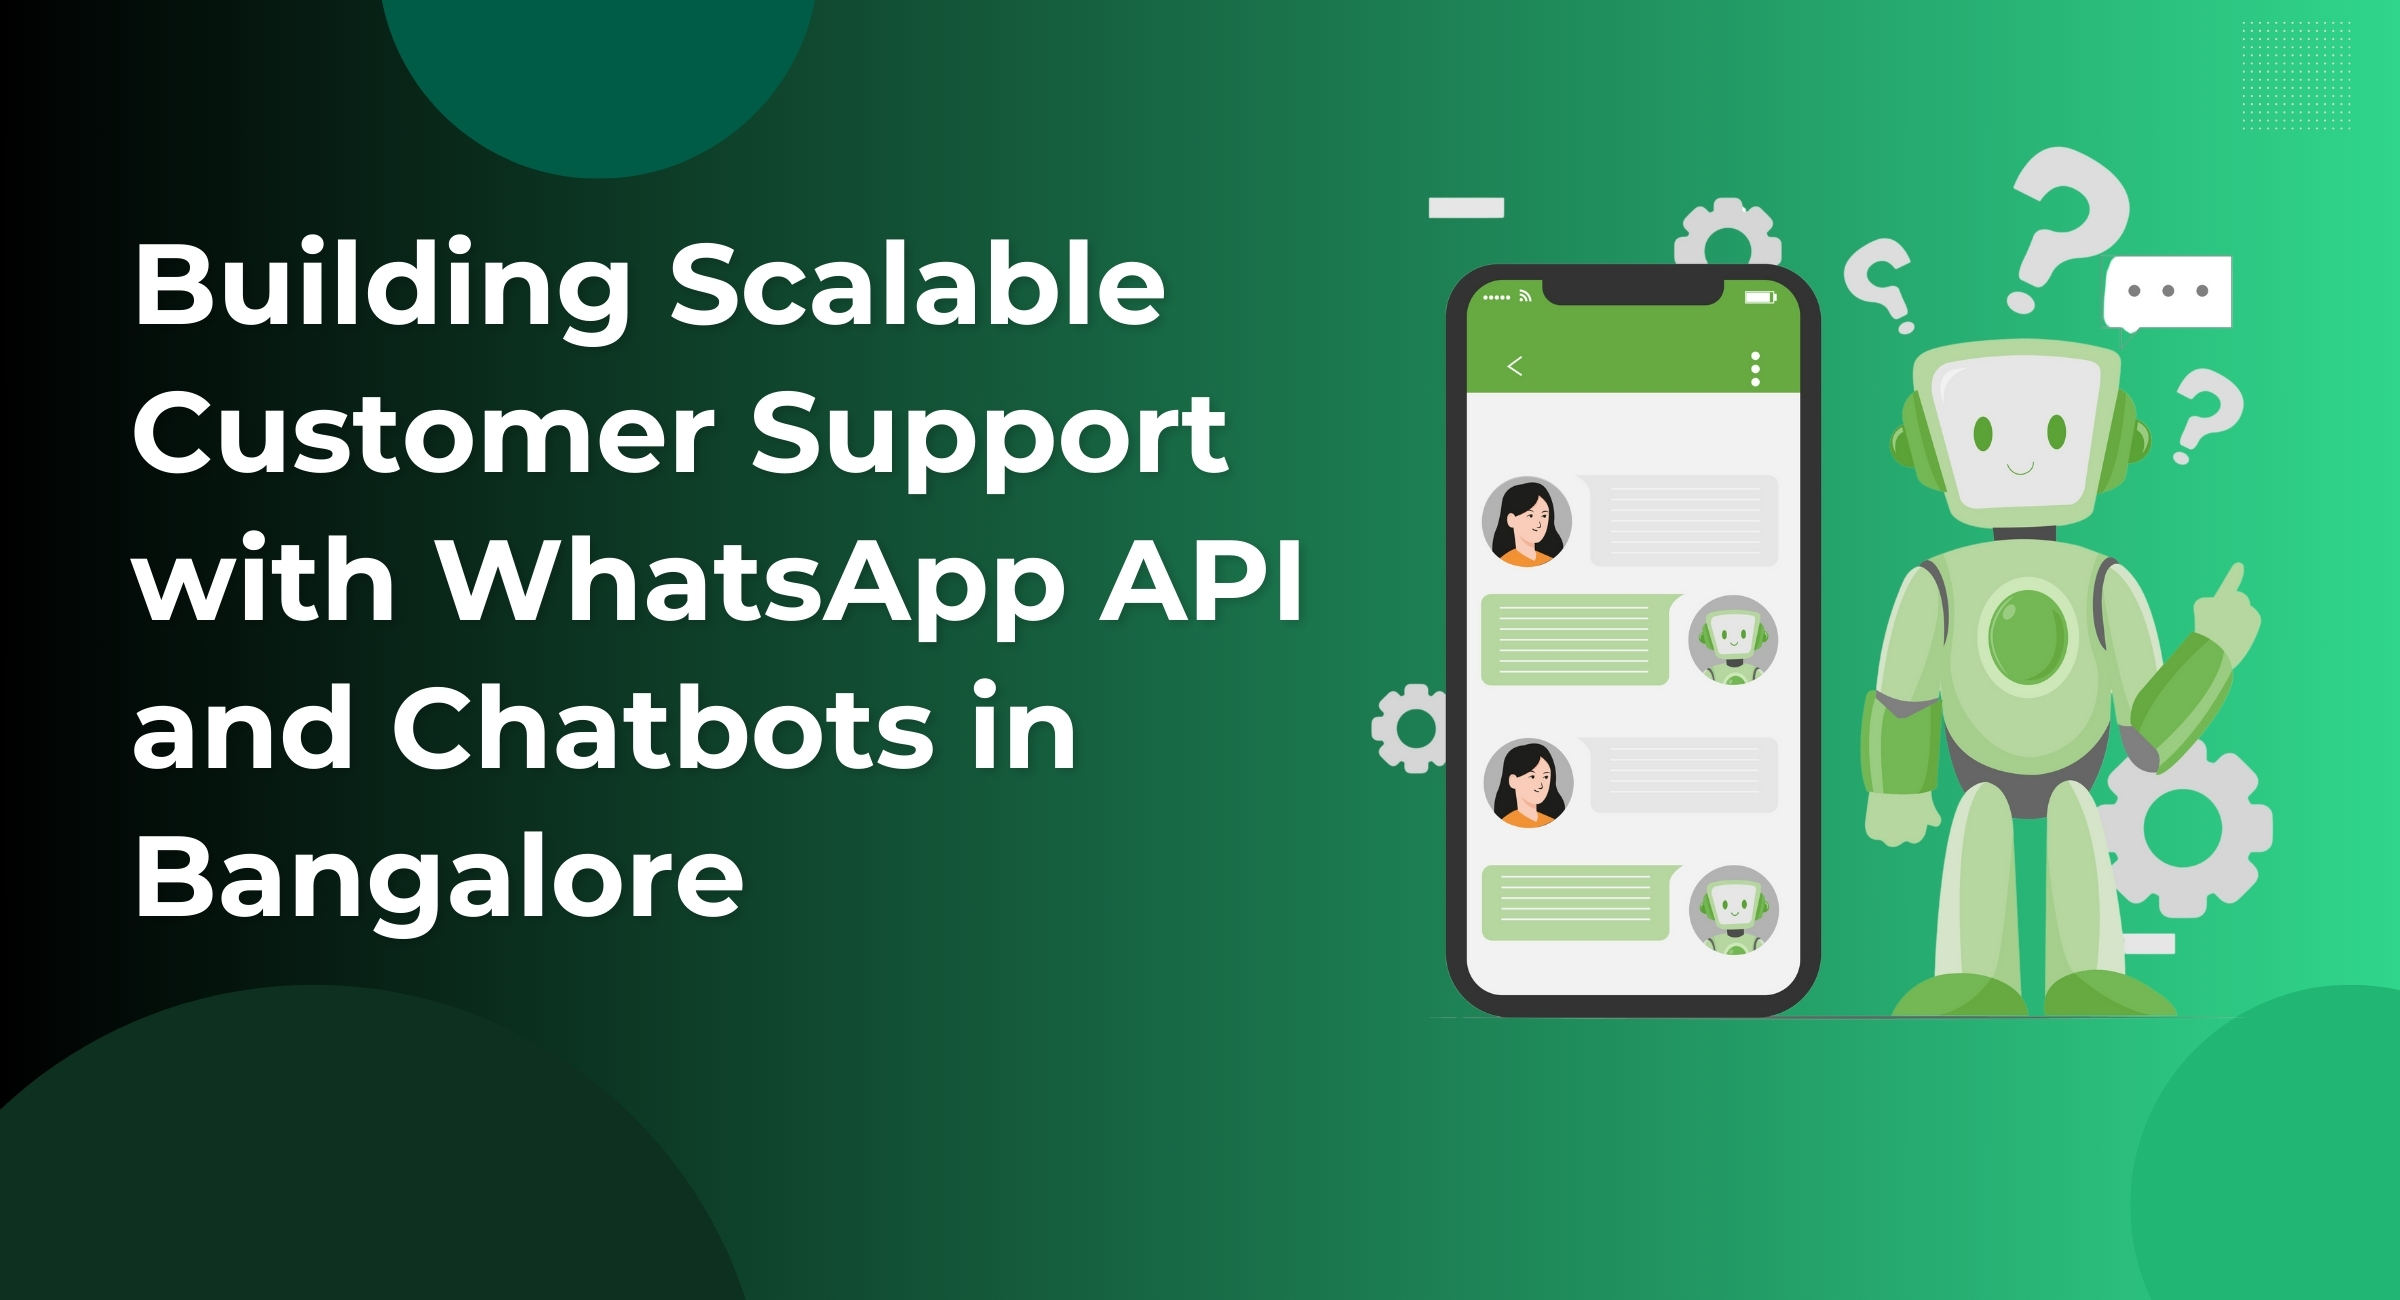 Building Scalable
Customer Support
with WhatsApp API
and Chatbots in
Bangalore